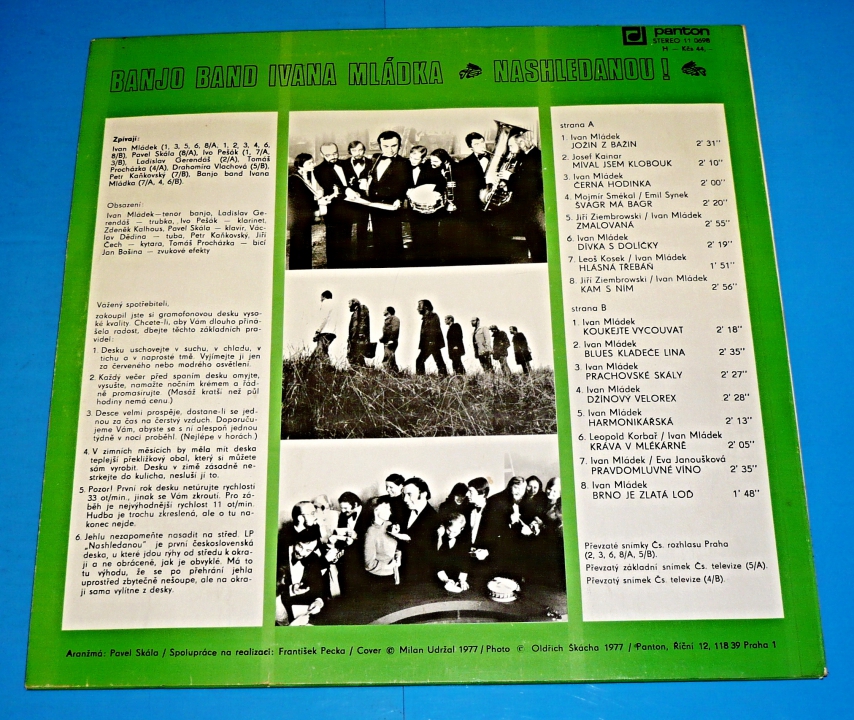 panton
STEREO 11 0698
H — Kčs 44,-
BANJO BAND IVANA MLÁDKA NASHLEDANOU!
Zpívají:
Ivan Mládek (1, 3, 5, 6, 8/A, 1, 2, 3, 4, 6,
8/B), Pavel Skála (8/A), Ivo Pešák (1, 7/A,
3/B), Ladislav Gerendáš (2/A), Tomáš
Procházka (4/A), Drahomíra Vlachová (5/B),
Petr Kaňkovský (7/B), Banjo band Ivana
Mládka (7/A, 4, 6/B).
Obsazení:
Ivan Mládek—tenor banjo, Ladislav Ge-
rendáš — trubka, Ivo Pešák — klarinet,
Zdeněk Kalhous, Pavel Skála — klavír, Vác-
lav Dědina — tuba, Petr Kaňkovský, Jiří
Čech — kytara, Tomáš Procházka — bicí
Jan Bošina — zvukové efekty
Vážený spotřebiteli,
zakoupil jste si gramofonovou desku vyso-
ké kvality. Chcete-li, aby Vám dlouho přiná-
šela radost, dbejte těchto základních pra-
videl:
1. Desku uschovejte v suchu, v chladu, v
tichu a v naprosté tmě. Vyjímejte ji jen
za červeného nebo modrého osvětlení.
2. Každý večer před spaním desku omyjte,
vysušte, namažte nočním krémem a řád-
ně promasírujte. (Masáž kratší než půl
hodiny nemá cenu.)
3. Desce velmi prospěje, dostane-li se jed-
nou za čas na čerstvý vzduch. Doporuču-
jeme Vám, abyste se s ní alespoň jednou
týdně v noci proběhl. (Nejlépe v horách.)
4. V zimních měsících by měla mít deska
teplejší překližkový obal, který si můžete
sám vyrobit. Desku v zimě zásadně ne-
strkejte do kulicha, nesluší jí to.
5. Pozor! První rok desku netúrujte rychlostí
33 ot/min., jinak se Vám zkroutí. Pro zá-
běh je nejvýhodnější rychlost 11 ot/min.
Hudba je trochu zkreslená, ale a tu na-
konec nejde.
6. Jehlu nezapomeňte nasadit na střed. LP
„Nashledanou" je první československá
deska, u které jdou rýhy od středu k okra-
ji a ne obráceně, jak je obvyklé. Má to
tu výhodu, že se po přehrání jehla
uprostřed zbytečně nešoupe, ale na okra-
ji sama vylítne z desky.
strana A
1. Ivan Mládek
JOŽIN Z BAŽIN 2' 31"
2. Josef Kainar
MÍVAL JSEM KLOBOUK 2' 10"
3. Ivan Mládek
ČERNÁ HODINKA 2' 00"
4. Mojmír Smékal / Emil Synek
ŠVAGR MÁ BAGR 2' 20"
5. Jiří Ziembrowski / Ivan Mládek
ZMALOVANÁ 2' 55"
6. Ivan Mládek
DÍVKA S DOLÍČKY 2' 19"
7. Leoš Kosek / Ivan Mládek
HLÁSNÁ TŘEBÁŇ 1' 51"
8. Jiří Ziembrowski / Ivan Mládek
KAM S NÍM 2' 56"
strana B
1. Ivan Mládek
KOUKEJTE VYCOUVAT 2' 18"
2. Ivan Mládek
BLUES KLADEČE LINA 2' 35"
3. Ivan Mládek
PRACHOVSKÉ SKÁLY 2' 27"
4. Ivan Mládek
DŽÍNOVÝ VELOREX 2' 28"
5. Ivan Mládek
HARMONIKÁRSKÁ 2' 13"
6. Leopold Korbař / Ivan Mládek
KRÁVA V MLÉKÁRNĚ 2' 05"
7. Ivan Mládek / Eva Janoušková
PRAVDOMLUVNÉ VÍNO 2' 35"
8. Ivan Mládek
BRNO JE ZLATÁ LOĎ 1' 48"
Převzaté snímky Čs. rozhlasu Praha
(2, 3, 6, 8/A, 5/B).
Převzatý základní snímek Čs. televize (5/A).
Převzatý snímek Čs. televize (4/B).
Aranžmá: Pavel Skála / Spolupráce na realizaci: František Pecka / Cover © Milan Udržal 1977 / Photo © Oldřich Škácha 1977 / Panton, Říční 12, 118 39 Praha 1